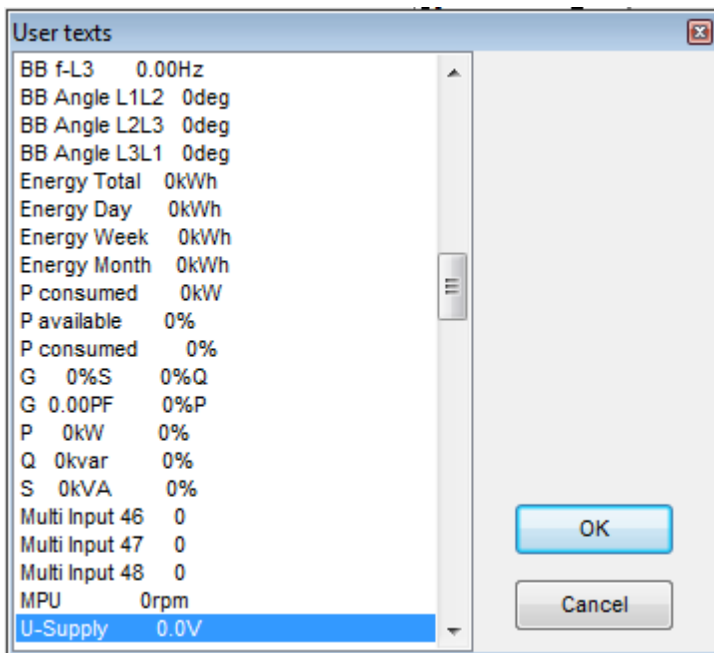 User texts
BB f-L3 0.00Hz
BB Angle L1L2 0deg
BB Angle L2L3 0deg
BB Angle L3L1 0deg
Energy Total 0kWh
Energy Day 0kWh
Energy Week 0kWh
Energy Month 0kWh
P consumed 0kW
P available 0%
P consumed 0%
G 0%S 0%Q
G 0.00PF 0%P
P 0kW 0%
Q 0kvar 0%
S 0kVA 0%
Multi Input 46 0
Multi Input 47 0
Multi Input 48 0
MPU 0rpm
U-Supply 0.0V
OK
Cancel